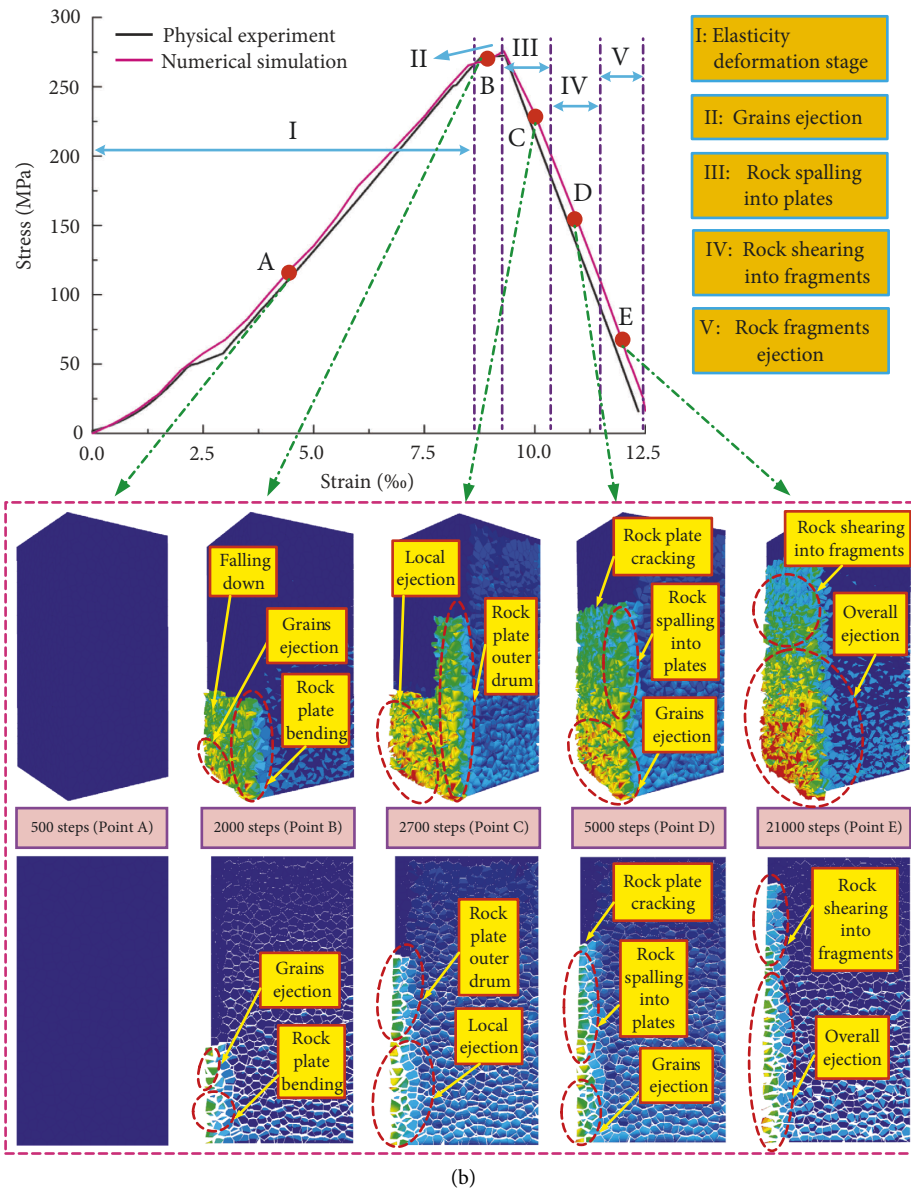 300
250
200
150
100
50
0
Stress (MPa)
0.0
2.5
5.0
7.5
10.0
12.5
Strain (‰)
Physical experiment
Numerical simulation
I
II
III
IV
V
A
B
C
D
E
I: Elasticity
deformation stage
II: Grains ejection
III: Rock spalling
into plates
IV: Rock shearing
into fragments
V: Rock fragments
ejection
Falling
down
Grains
ejection
Rock
plate
bending
Local
ejection
Rock
plate
outer
drum
Rock plate
cracking
Rock
spalling
into
plates
Grains
ejection
Rock shearing
into fragments
Overall
ejection
500 steps (Point A)
2000 steps (Point B)
2700 steps (Point C)
5000 steps (Point D)
21000 steps (Point E)
Grains
ejection
Rock
plate
bending
Rock
plate
outer
drum
Local
ejection
Rock plate
cracking
Rock
spalling
into
plates
Grains
ejection
Rock
shearing
into
fragments
Overall
ejection
(b)